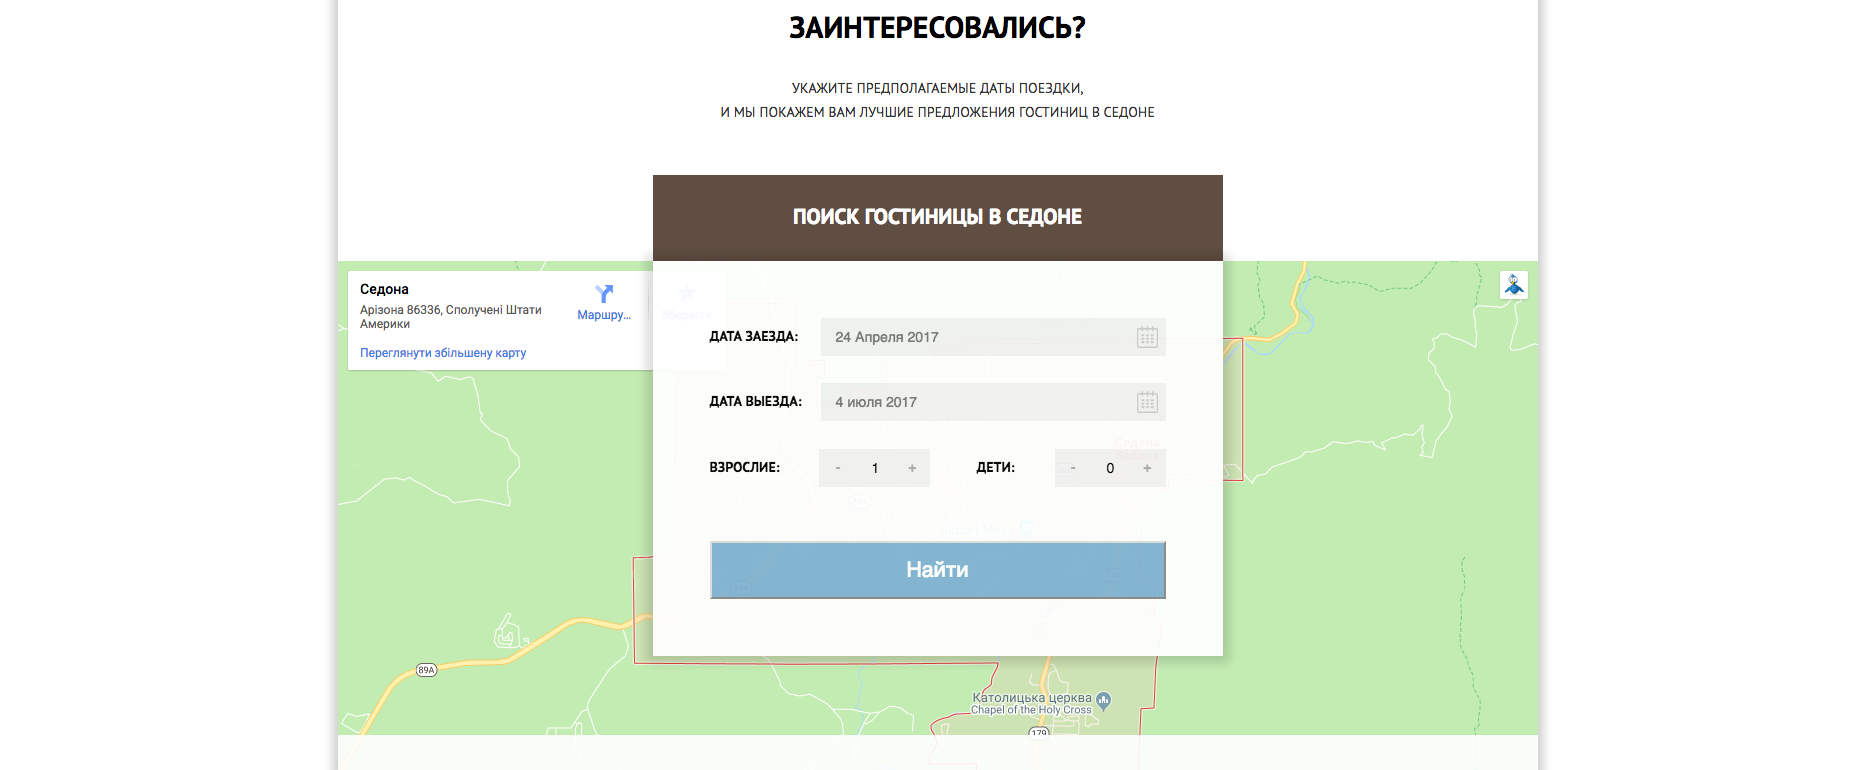 ЗАИНТЕРЕСОВАЛИСЬ?
УКАЖИТЕ ПРЕДПОЛАГАЕМЫЕ ДАТЫ ПОЕЗДКИ,
И МЫ ПОКАЖЕМ ВАМ ЛУЧШИЕ ПРЕДЛОЖЕНИЯ ГОСТИНИЦ В СЕДОНЕ
ПОИСК ГОСТИНИЦЫ В СЕДОНЕ
Седона
Арізона 86336, Сполучені Штати
Америки
Маршру...
Зберегти
Переглянути збільшену карту
ДАТА ЗАЕЗДА: 24 Апреля 2017
ДАТА ВЫЕЗДА: 4 июля 2017
Седона
Sedona
ВЗРОСЛИЕ: - 1 + ДЕТИ: - 0 +
Найти
89A
Католицька церква
Chapel of the Holy Cross
179